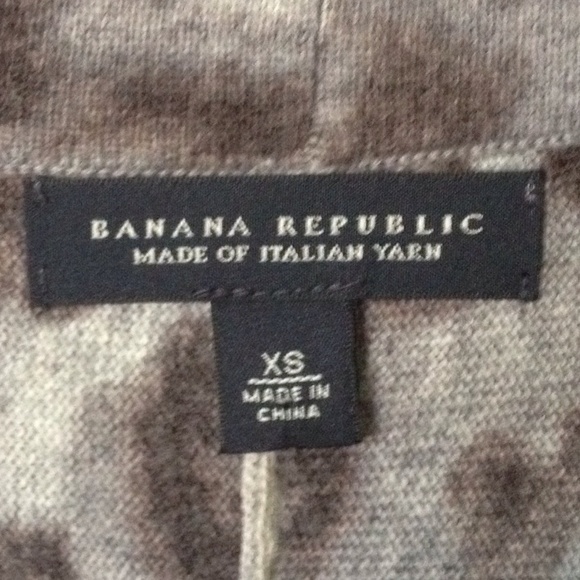 BANANA REPUBLIC
MADE OF ITALIAN YARN
XS
MADE IN
CHINA